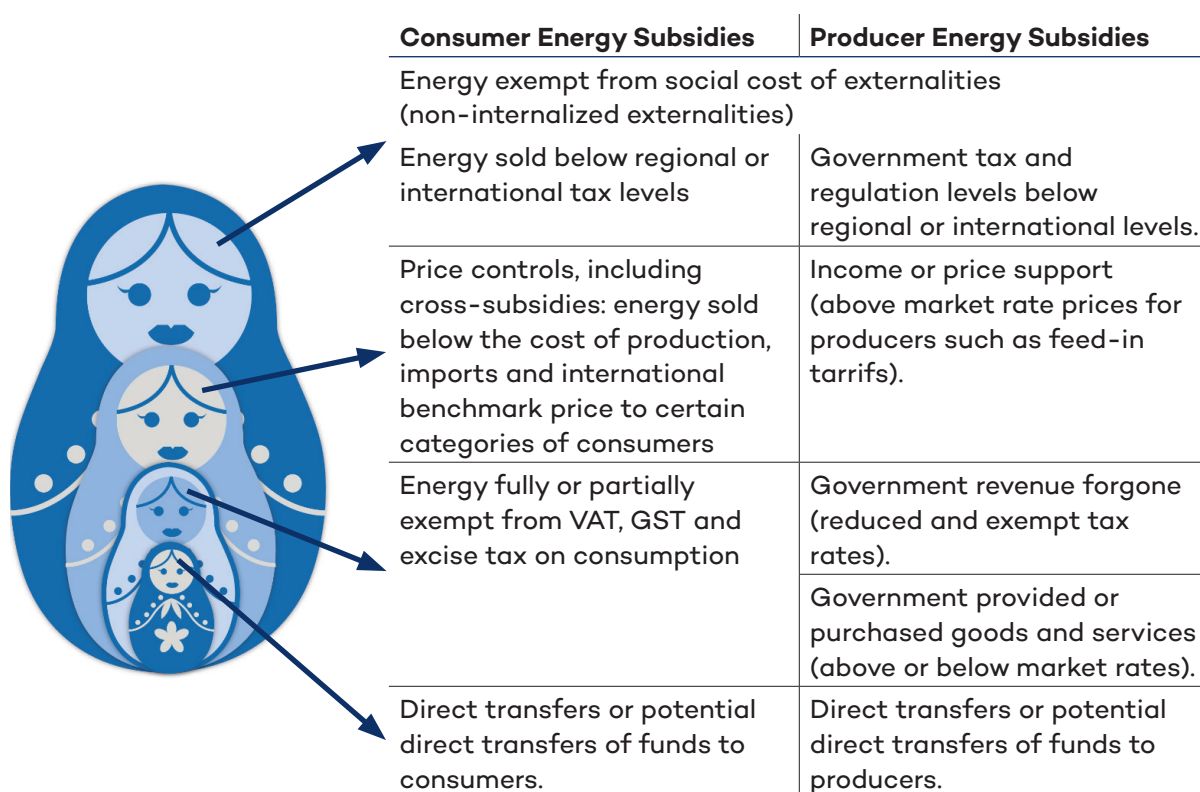 Consumer Energy Subsidies
Producer Energy Subsidies
Energy exempt from social cost of externalities
(non-internalized externalities)
Energy sold below regional or
international tax levels
Government tax and
regulation levels below
regional or international levels.
Price controls, including
cross-subsidies: energy sold
below the cost of production,
imports and international
benchmark price to certain
categories of consumers
Income or price support
(above market rate prices for
producers such as feed-in
tarrifs).
Energy fully or partially
exempt from VAT, GST and
excise tax on consumption
Government revenue forgone
(reduced and exempt tax
rates).
Government provided or
purchased goods and services
(above or below market rates).
Direct transfers or potential
direct transfers of funds to
consumers.
Direct transfers or potential
direct transfers of funds to
producers.